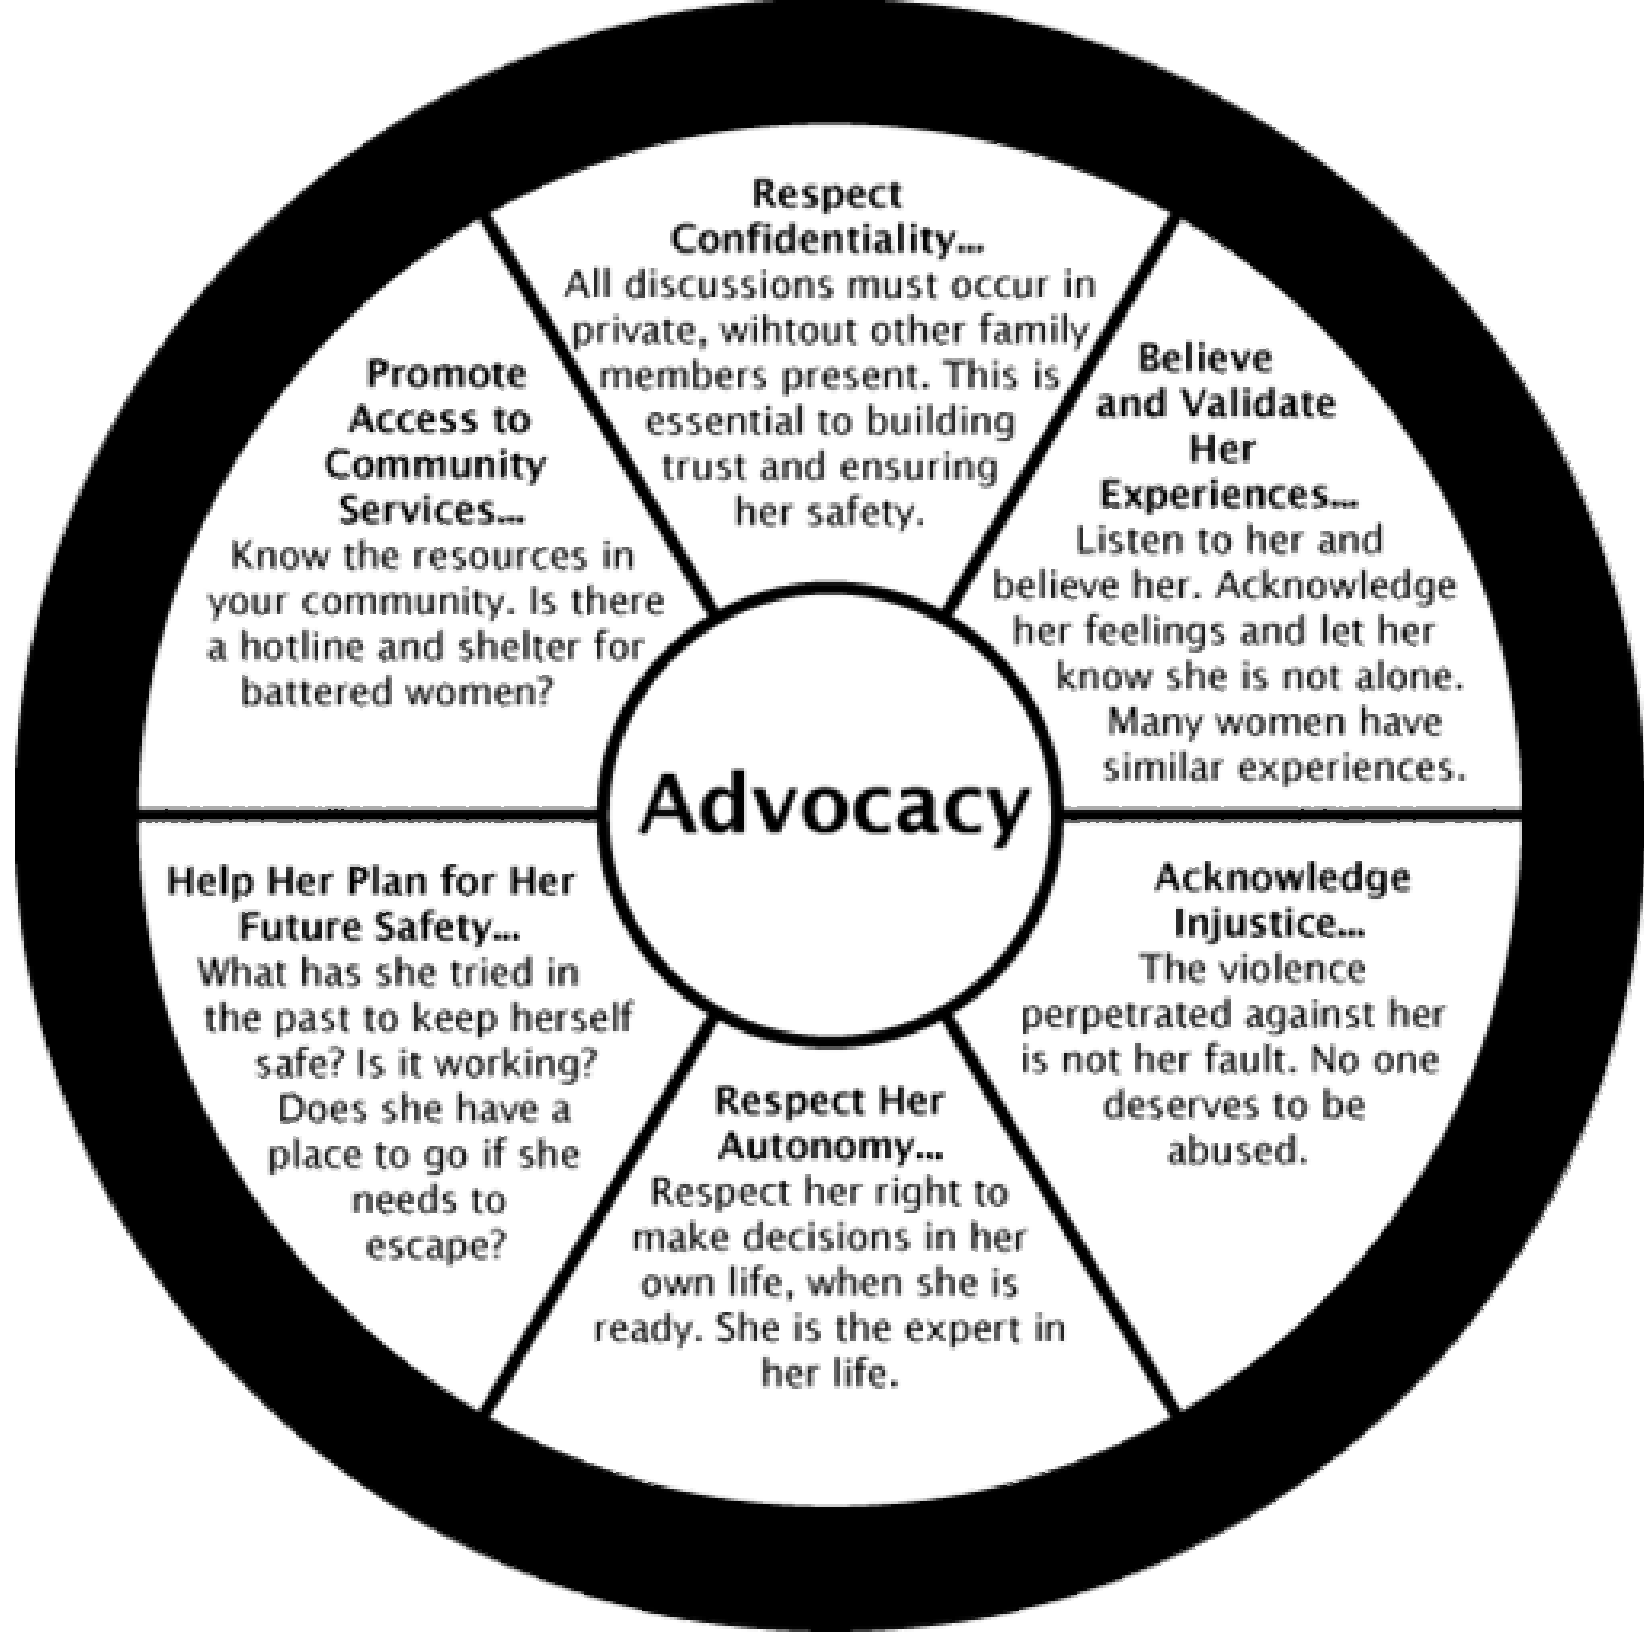 Respect
Confidentiality...
All discussions must occur in
private, wihtout other family
members present. This is
essential to building
trust and ensuring
her safety.
Believe
and Validate
Her
Experiences...
Listen to her and
believe her. Acknowledge
her feelings and let her
know she is not alone.
Many women have
similar experiences.
Acknowledge
Injustice...
The violence
perpetrated against her
is not her fault. No one
deserves to be
abused.
Respect Her
Autonomy...
Respect her right to
make decisions in her
own life, when she is
ready. She is the expert in
her life.
Help Her Plan for Her
Future Safety...
What has she tried in
the past to keep herself
safe? Is it working?
Does she have a
place to go if she
needs to
escape?
Promote
Access to
Community
Services...
Know the resources in
your community. Is there
a hotline and shelter for
battered women?
Advocacy